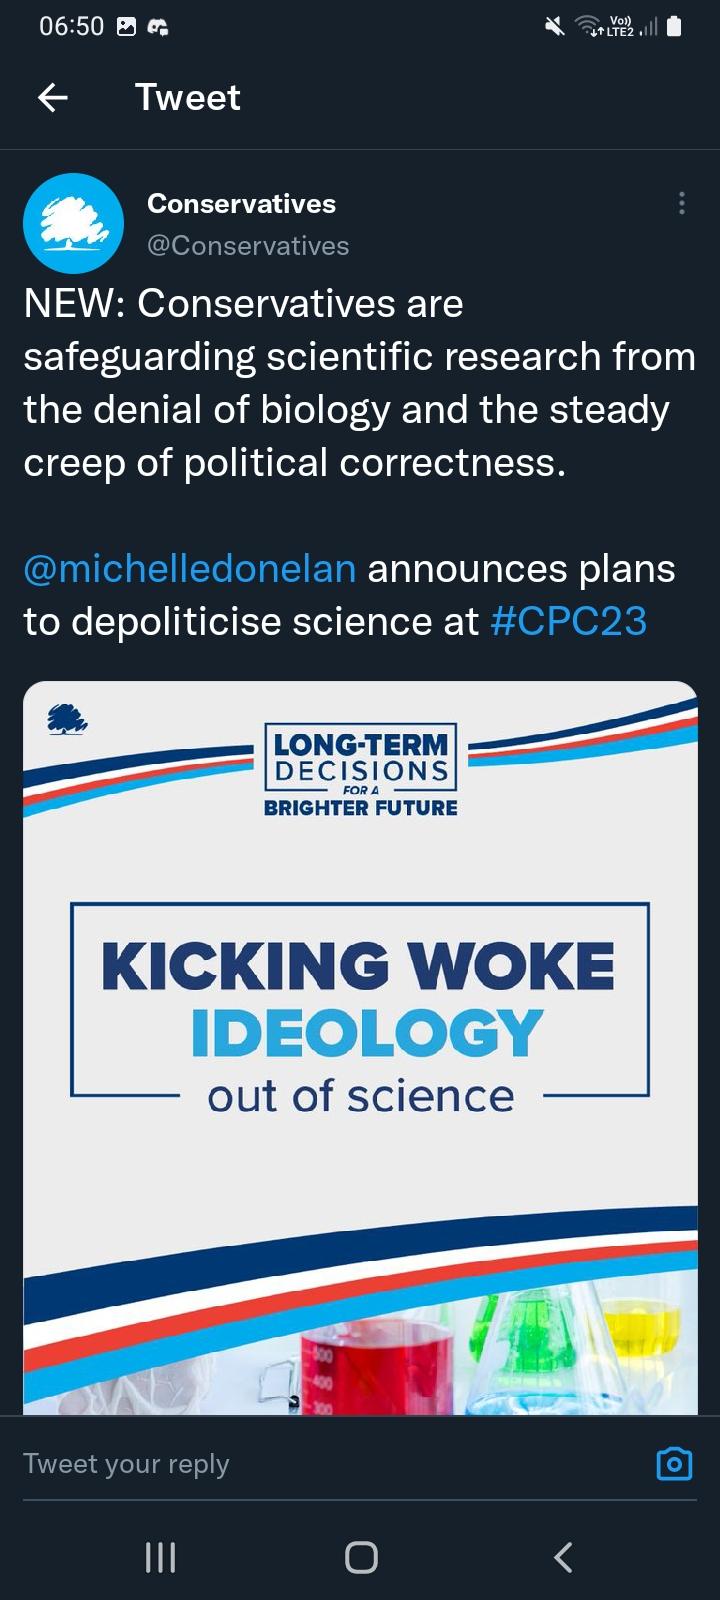 06:50
Vo))
LTE2
Tweet
Conservatives
@Conservatives
NEW: Conservatives are
safeguarding scientific research from
the denial of biology and the steady
creep of political correctness.
@michelledonelan announces plans
to depoliticise science at #CPC23
LONG-TERM
DECISIONS
FOR A
BRIGHTER FUTURE
KICKING WOKE
IDEOLOGY
out of science
500
400
300
Tweet your reply